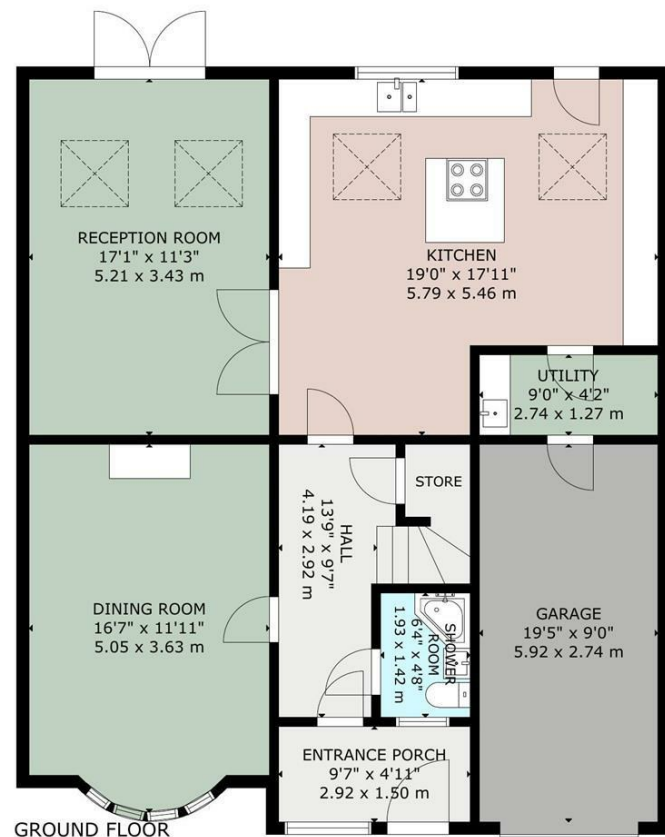 RECEPTION ROOM
17'1" x 11'3"
5.21 x 3.43 m
KITCHEN
19'0" x 17'11"
5.79 x 5.46 m
UTILITY
9'0" x 4'2"
2.74 x 1.27 m
STORE
HALL
13'9" x 9'7"
4.19 x 2.92 m
DINING ROOM
16'7" x 11'11"
5.05 x 3.63 m
SHOWER
ROOM
6'4" x 4'8"
1.93 x 1.42 m
GARAGE
19'5" x 9'0"
5.92 x 2.74 m
ENTRANCE PORCH
9'7" x 4'11"
2.92 x 1.50 m
GROUND FLOOR